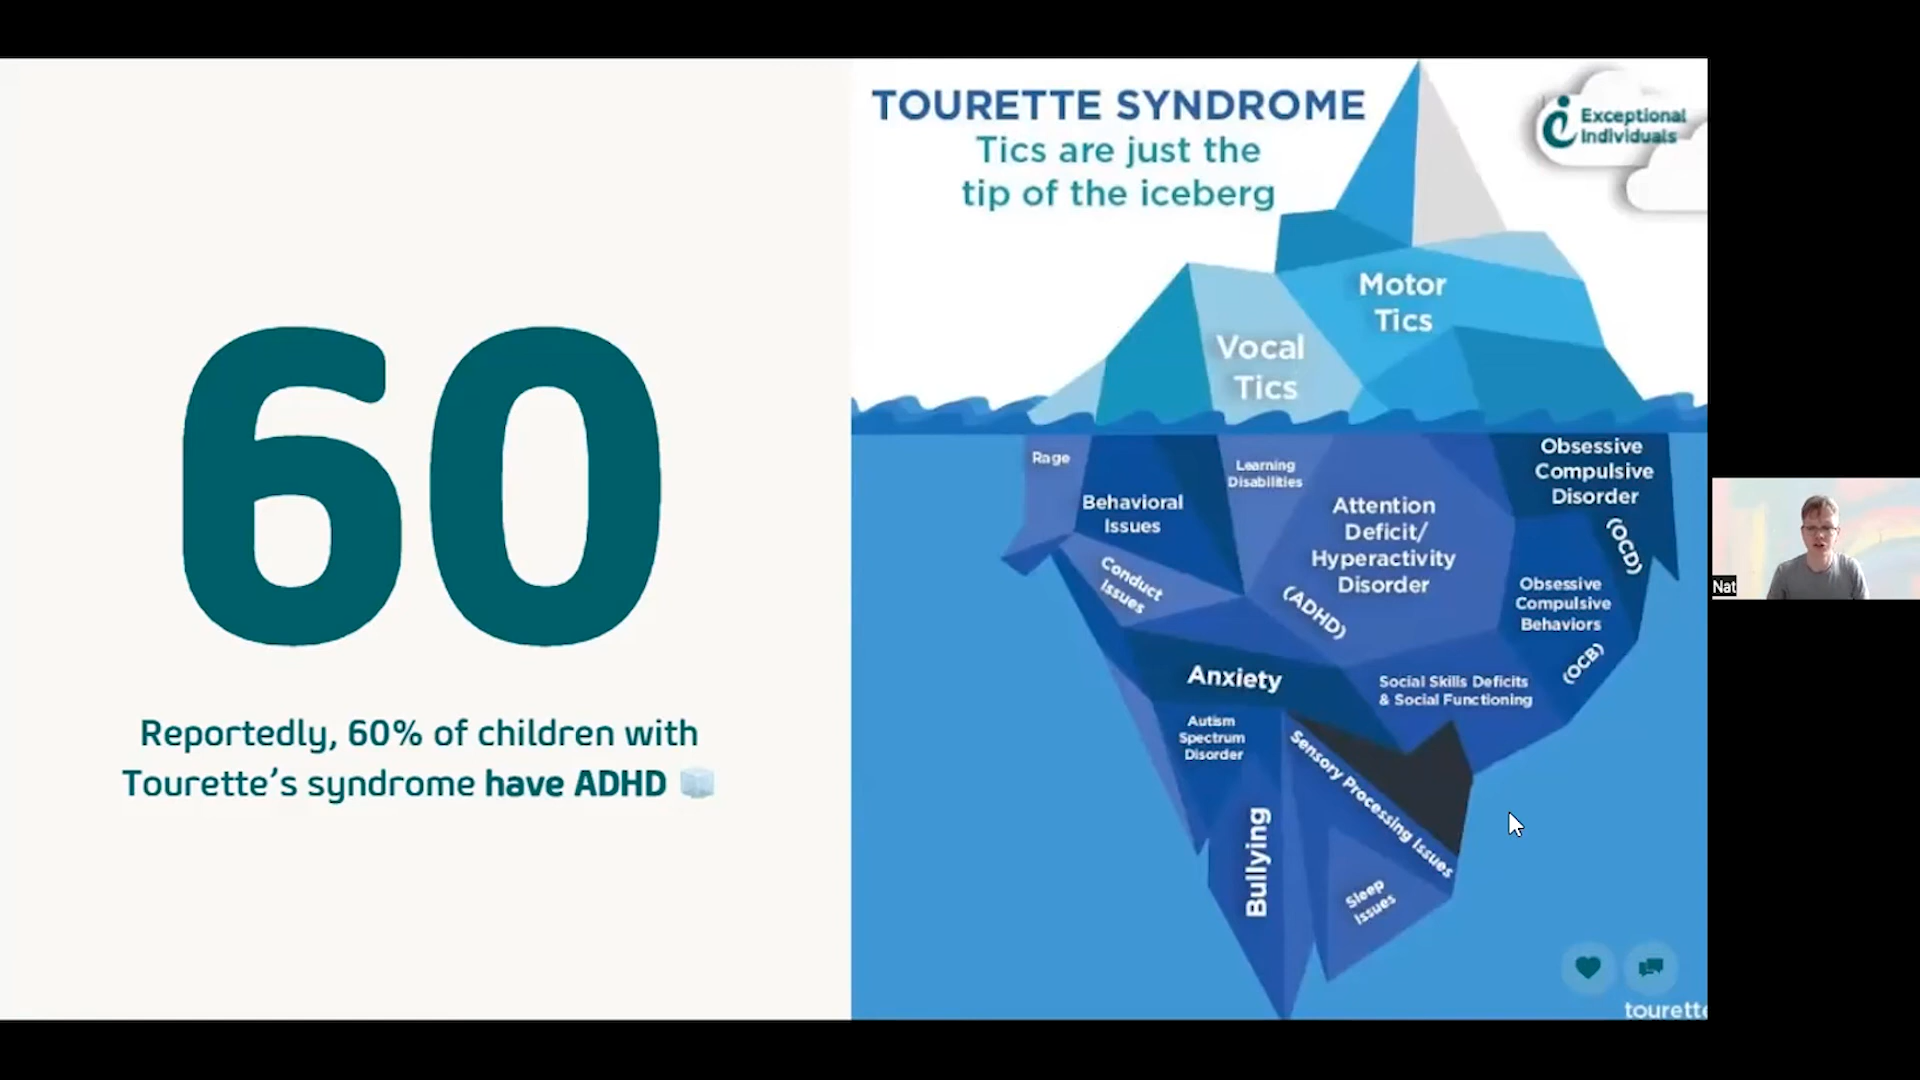 60
Reportedly, 60% of children with
Tourette's syndrome have ADHD
TOURETTE SYNDROME
Tics are just the
tip of the iceberg
Exceptional
Individuals
Motor
Tics
Vocal
Tics
Rage
Behavioral
Issues
Learning
Disabilities
Attention
Deficit/
Hyperactivity
Disorder
(ADHD)
Obsessive
Compulsive
Disorder
(OCD)
Conduct
Issues
Obsessive
Compulsive
Behaviors
(OCB)
Anxiety
Social Skills Deficits
& Social Functioning
Autism
Spectrum
Disorder
Sensory Processing Issues
Bullying
Sleep
Issues
tourette
Nat